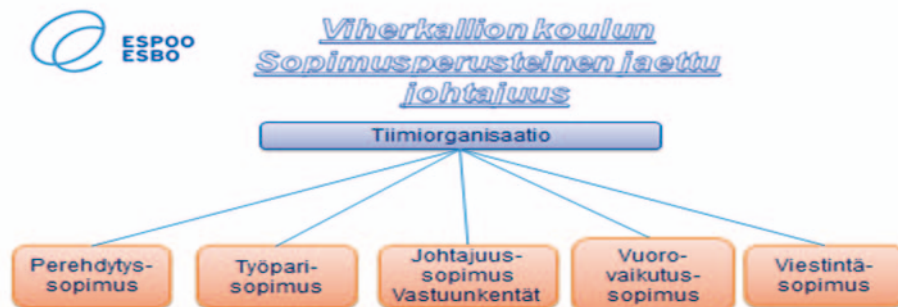 ESPOO
ESBO
Viherkallion koulun
Sopimusperusteinen jaettu
johtajuus
Tiimiorganisaatio
Perehdytys-
sopimus
Työpari-
sopimus
Johtajuus-
sopimus
Vastuunkentät
Vuoro-
vaikutus-
sopimus
Viestintä-
sopimus